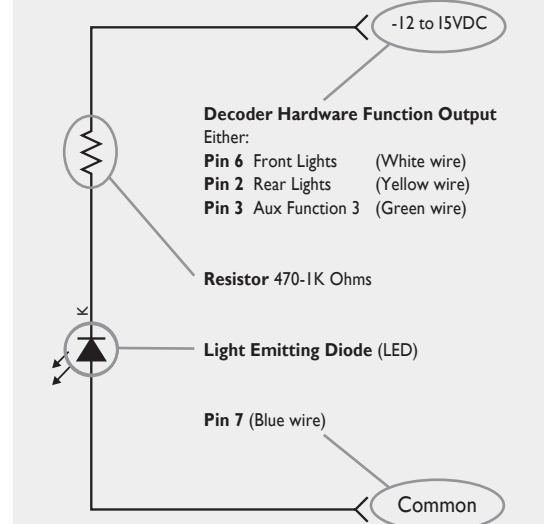 -12 to 15VDC
Decoder Hardware Function Output
Either:
Pin 6 Front Lights (White wire)
Pin 2 Rear Lights (Yellow wire)
Pin 3 Aux Function 3 (Green wire)
Resistor 470-1K Ohms
K
Light Emitting Diode (LED)
Pin 7 (Blue wire)
Common